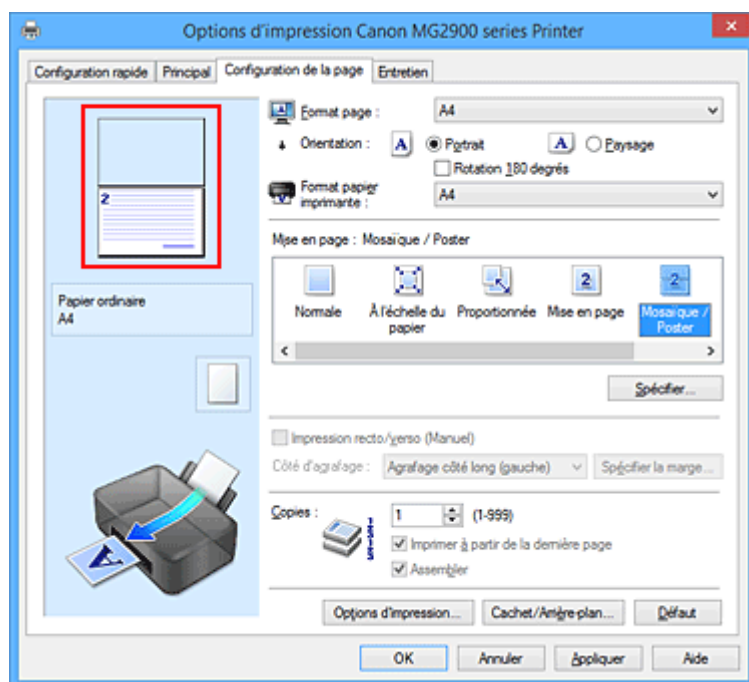 Options d'impression Canon MG2900 series Printer
Configuration rapide Principal Configuration de la page Entretien
Format page : A4
Orientation : A Portrait A Paysage
Rotation 180 degrés
Format papier
imprimante : A4
2
Papier ordinaire
A4
Mise en page : Mosaïque / Poster
Normale
À l'échelle du
papier
Proportionnée
2
Mise en page
2
Mosaïque /
Poster
Spécifier...
Impression recto/verso (Manuel)
Côté d'agrafage : Agrafage côté long (gauche) Spécifier la marge...
Copies : 1 (1-999)
Imprimer à partir de la dernière page
Assembler
A
Options d'impression... Cachet/Arrière-plan... Défaut
OK Annuler Appliquer Aide